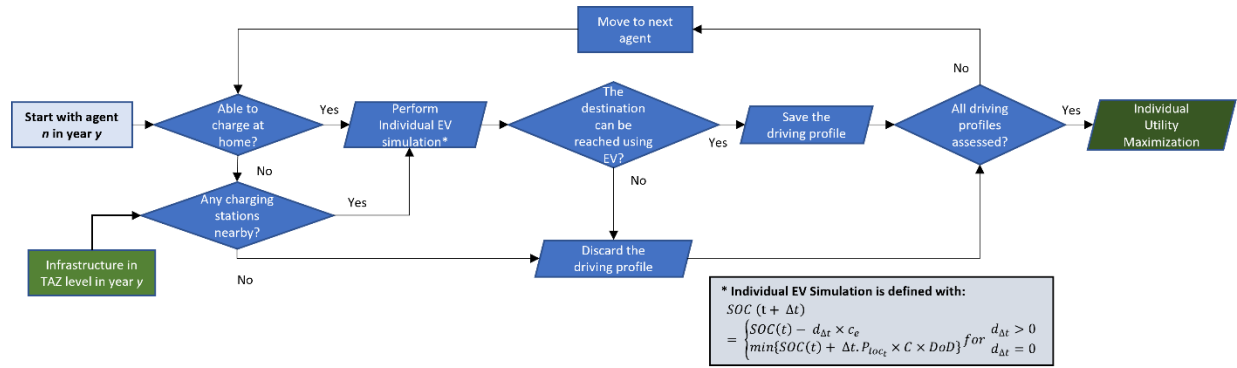 Move to next
agent
Start with agent
n in year y
Able to
charge at
home?
Yes
Perform
Individual EV
simulation*
The
destination
can be
reached using
EV?
Yes
Save the
driving profile
All driving
profiles
assessed?
No
Yes
Individual
Utility
Maximization
No
Any charging
stations
nearby?
Yes
No
No
Discard the
driving profile
Infrastructure in
TAZ level in year y
* Individual EV Simulation is defined with:
SOC (t + Δt)
= {SOC(t) − d_Δt × c_e for d_Δt > 0
min{SOC(t) + Δt. P_loc_t × C × DoD} d_Δt = 0